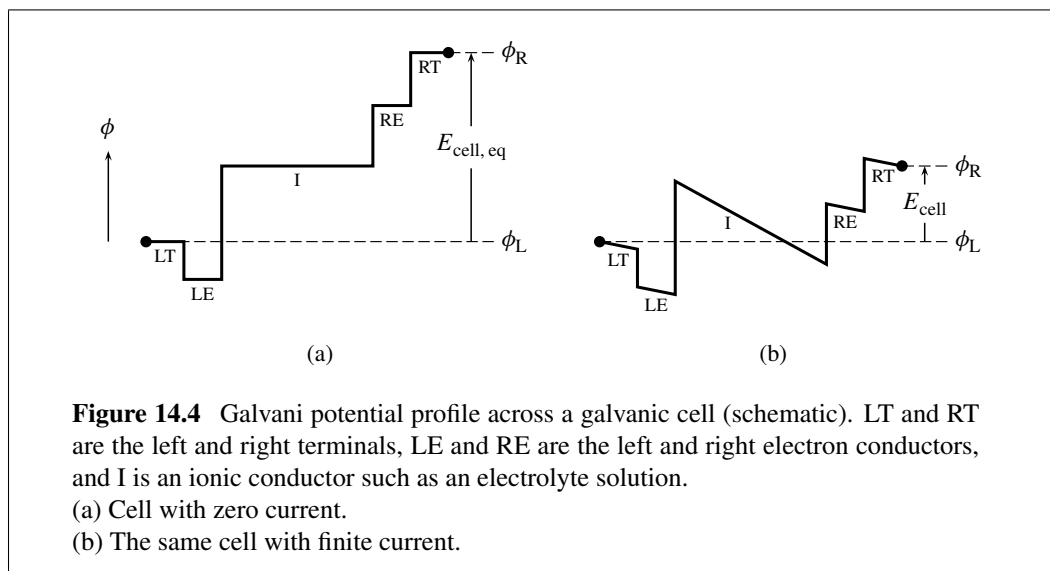 ϕ
LT
LE
I
RE
RT
ϕR
Ecell, eq
ϕL
(a)
LT
LE
I
RE
RT
ϕR
Ecell
ϕL
(b)
Figure 14.4 Galvani potential profile across a galvanic cell (schematic). LT and RT
are the left and right terminals, LE and RE are the left and right electron conductors,
and I is an ionic conductor such as an electrolyte solution.
(a) Cell with zero current.
(b) The same cell with finite current.